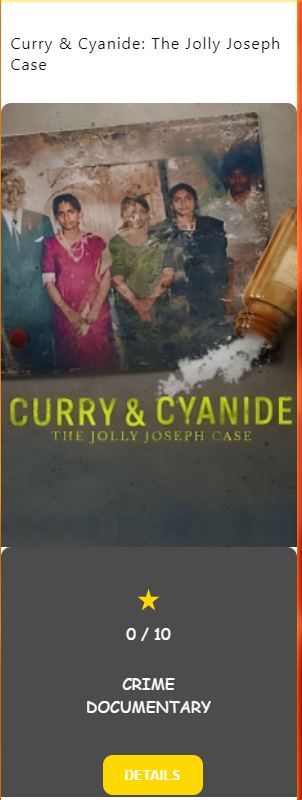 Curry & Cyanide: The Jolly Joseph
Case
CURRY & CYANIDE
THE JOLLY JOSEPH CASE
0 / 10
CRIME
DOCUMENTARY
DETAILS